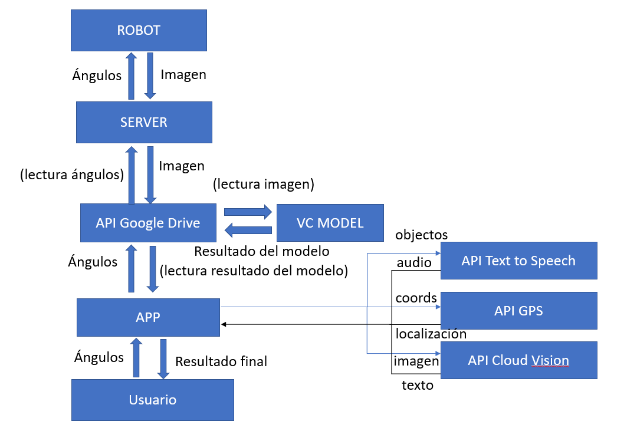 ROBOT
Ángulos
Imagen
SERVER
(lectura ángulos)
Imagen
(lectura imagen)
API Google Drive
VC MODEL
Resultado del modelo
Ángulos
(lectura resultado del modelo)
objectos
API Text to Speech
audio
coords
API GPS
APP
localización
Ángulos
Resultado final
imagen
API Cloud Vision
texto
Usuario